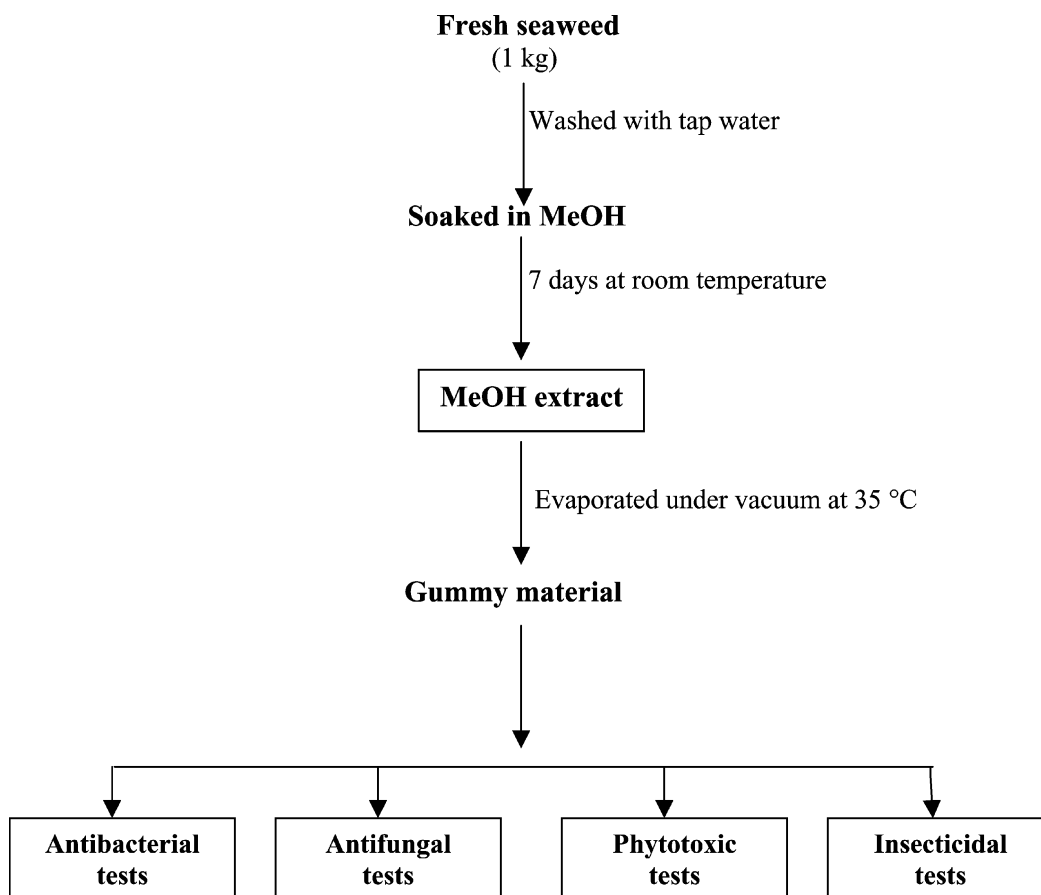 Fresh seaweed
(1 kg)
Washed with tap water
Soaked in MeOH
7 days at room temperature
MeOH extract
Evaporated under vacuum at 35 °C
Gummy material
Antibacterial
tests
Antifungal
tests
Phytotoxic
tests
Insecticidal
tests